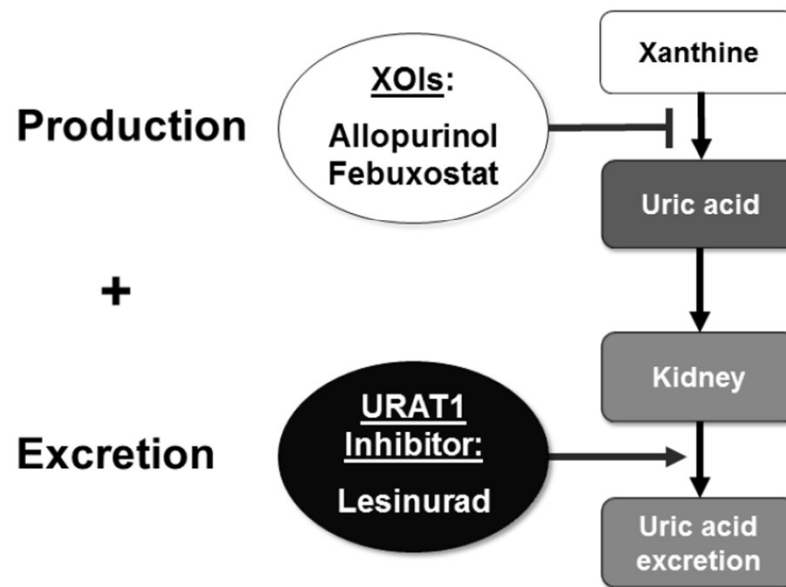 Production
XOIs:
Allopurinol
Febuxostat
Xanthine
Uric acid
+
Kidney
Excretion
URAT1
Inhibitor:
Lesinurad
Uric acid
excretion